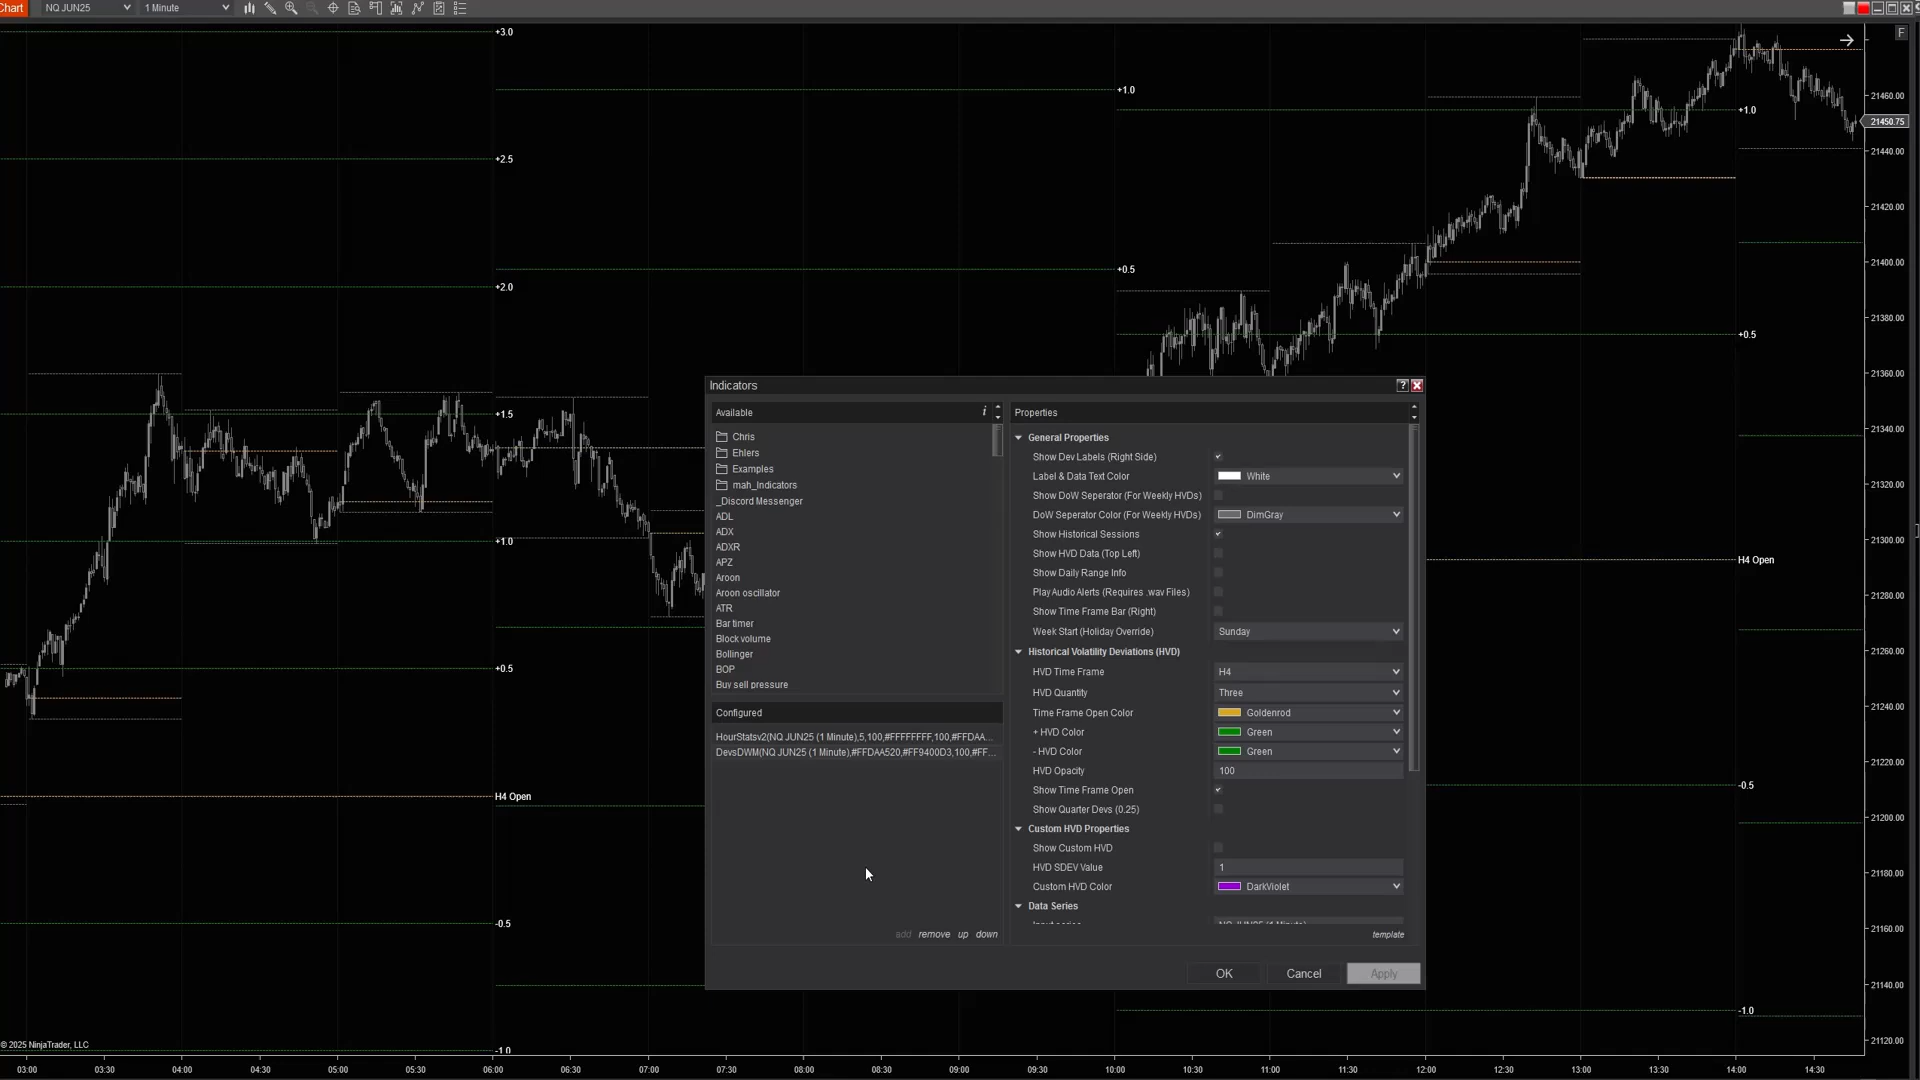 Chart NQ JUN25 1 Minute
F
+3.0
+2.5
+2.0
+1.5
+1.0
+0.5
H4 Open
-0.5
-1.0
+1.0
+0.5
+1.0
+0.5
H4 Open
-0.5
-1.0
21460.00
21450.75
21440.00
21420.00
21400.00
21380.00
21360.00
21340.00
21320.00
21300.00
21280.00
21260.00
21240.00
21220.00
21200.00
21180.00
21160.00
21140.00
21120.00
Indicators
?
Available
i
Chris
Ehlers
Examples
mah_Indicators
_Discord Messenger
ADL
ADX
ADXR
APZ
Aroon
Aroon oscillator
ATR
Bar timer
Block volume
Bollinger
BOP
Buy sell pressure
Configured
HourStatsv2(NQ JUN25 (1 Minute),5,100,#FFFFFFFF,100,#FFDAA...
DevsDWM(NQ JUN25 (1 Minute),#FFDAA520,#FF9400D3,100,#FF...
add remove up down
Properties
General Properties
Show Dev Labels (Right Side)
Label & Data Text Color White
Show DoW Seperator (For Weekly HVDs)
DoW Seperator Color (For Weekly HVDs) DimGray
Show Historical Sessions
Show HVD Data (Top Left)
Show Daily Range Info
Play Audio Alerts (Requires .wav Files)
Show Time Frame Bar (Right)
Week Start (Holiday Override) Sunday
Historical Volatility Deviations (HVD)
HVD Time Frame H4
HVD Quantity Three
Time Frame Open Color Goldenrod
+ HVD Color Green
- HVD Color Green
HVD Opacity 100
Show Time Frame Open
Show Quarter Devs (0.25)
Custom HVD Properties
Show Custom HVD
HVD SDEV Value 1
Custom HVD Color DarkViolet
Data Series
Input series NQ JUN25 (1 Minute)
template
OK Cancel Apply
© 2025 NinjaTrader, LLC
03:00 03:30 04:00 04:30 05:00 05:30 06:00 06:30 07:00 07:30 08:00 08:30 09:00 09:30 10:00 10:30 11:00 11:30 12:00 12:30 13:00 13:30 14:00 14:30